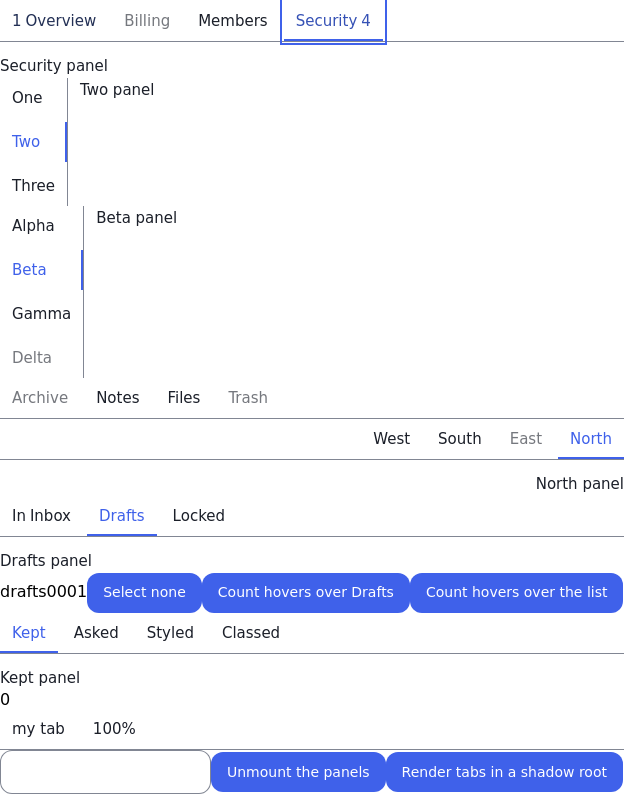 1 Overview Billing Members Security 4
Security panel
One
Two panel
Two
Three
Alpha
Beta panel
Beta
Gamma
Delta
Archive Notes Files Trash
West South East North
North panel
In Inbox Drafts Locked
Drafts panel
drafts0001 Select none Count hovers over Drafts Count hovers over the list
Kept Asked Styled Classed
Kept panel
0
my tab 100%
Unmount the panels Render tabs in a shadow root